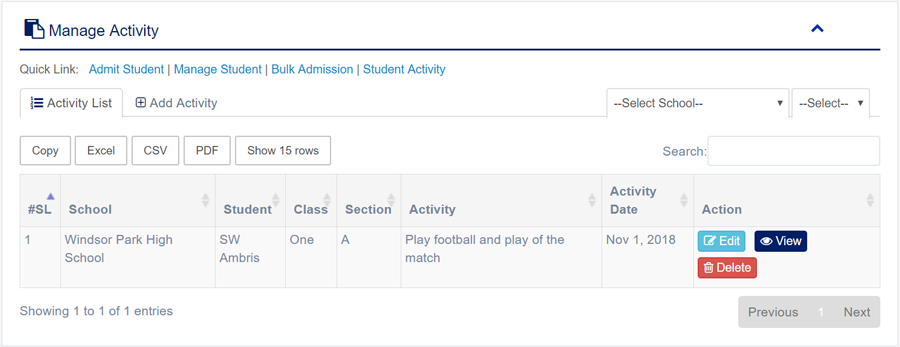 Manage Activity
Quick Link: Admit Student | Manage Student | Bulk Admission | Student Activity
Activity List Add Activity --Select School-- --Select--
Copy Excel CSV PDF Show 15 rows Search:
#SL School Student Class Section Activity Activity Date Action
1 Windsor Park High School SW Ambris One A Play football and play of the match Nov 1, 2018 Edit View Delete
Showing 1 to 1 of 1 entries Previous 1 Next